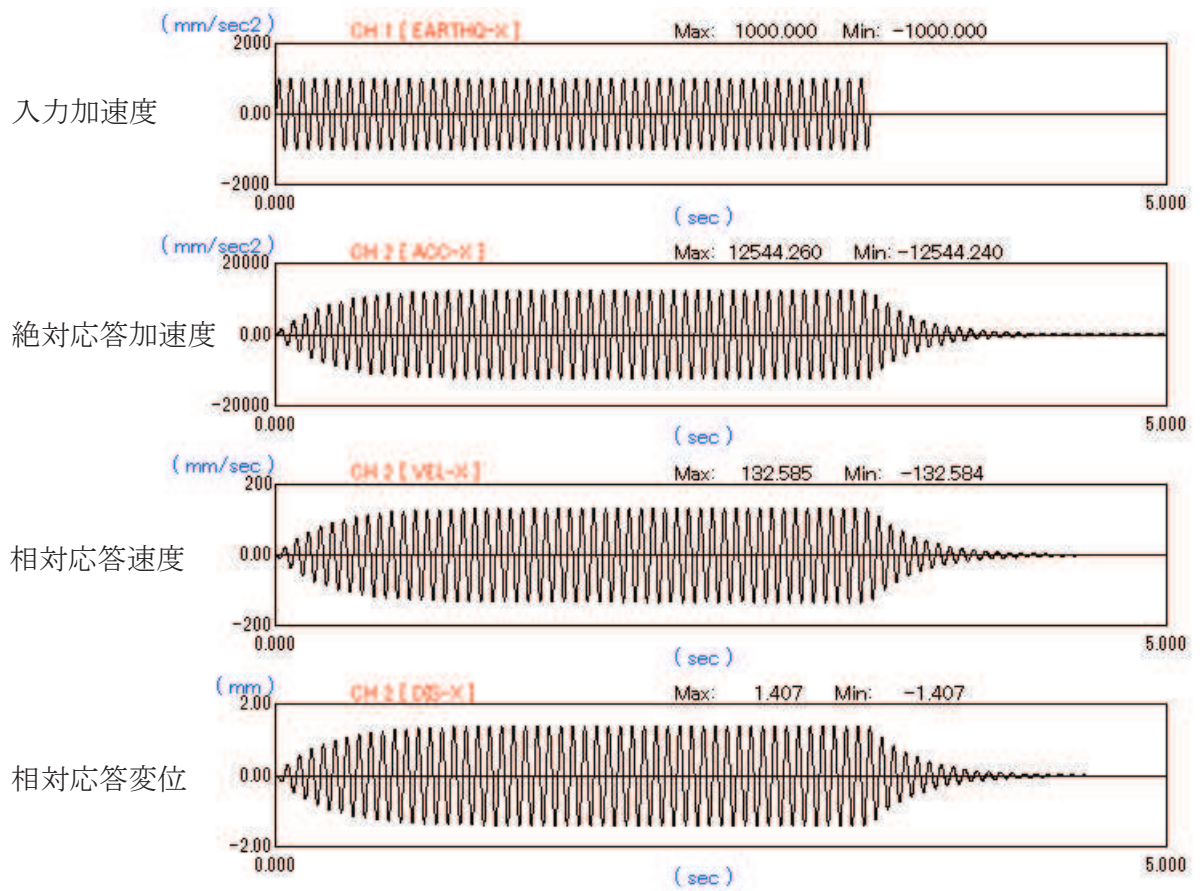 (mm/sec2) CH 1 [ EARTHQ-X ] Max: 1000.000 Min: -1000.000
2000
入力加速度 0.00
-2000
0.000 5.000
(sec)
(mm/sec2) CH 2 [ ACC-X ] Max: 12544.260 Min: -12544.240
20000
絶対応答加速度 0.00
-20000
0.000 5.000
(sec)
(mm/sec) CH 2 [ VEL-X ] Max: 132.585 Min: -132.584
200
相対応答速度 0.00
-200
0.000 5.000
(sec)
(mm) CH 2 [ DIS-X ] Max: 1.407 Min: -1.407
2.00
相対応答変位 0.00
-2.00
0.000 5.000
(sec)